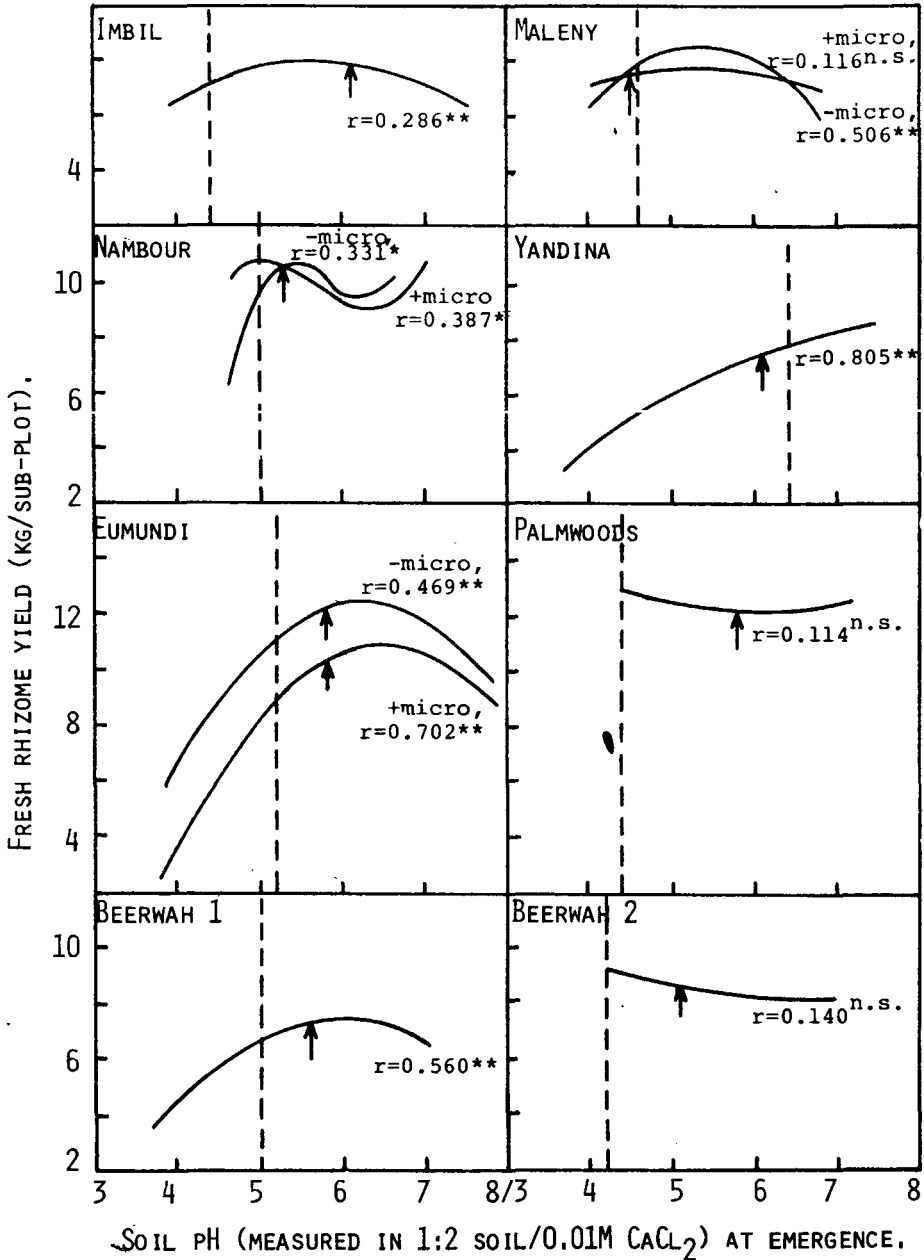 IMBIL
r=0.286**
4
MALENY
+micro,
r=0.116n.s.
-micro,
r=0.506**
NAMBOUR
-micro,
r=0.331*
+micro
r=0.387*
10
6
2
YANDINA
r=0.805**
EUMUNDI
-micro,
r=0.469**
+micro,
r=0.702**
12
8
4
PALMWOODS
r=0.114n.s.
BEERWAH 1
r=0.560**
10
6
2
BEERWAH 2
r=0.140n.s.
3 4 5 6 7 8/3 4 5 6 7 8
FRESH RHIZOME YIELD (KG/SUB-PLOT).
SOIL pH (MEASURED IN 1:2 SOIL/0.01M CACL2) AT EMERGENCE.